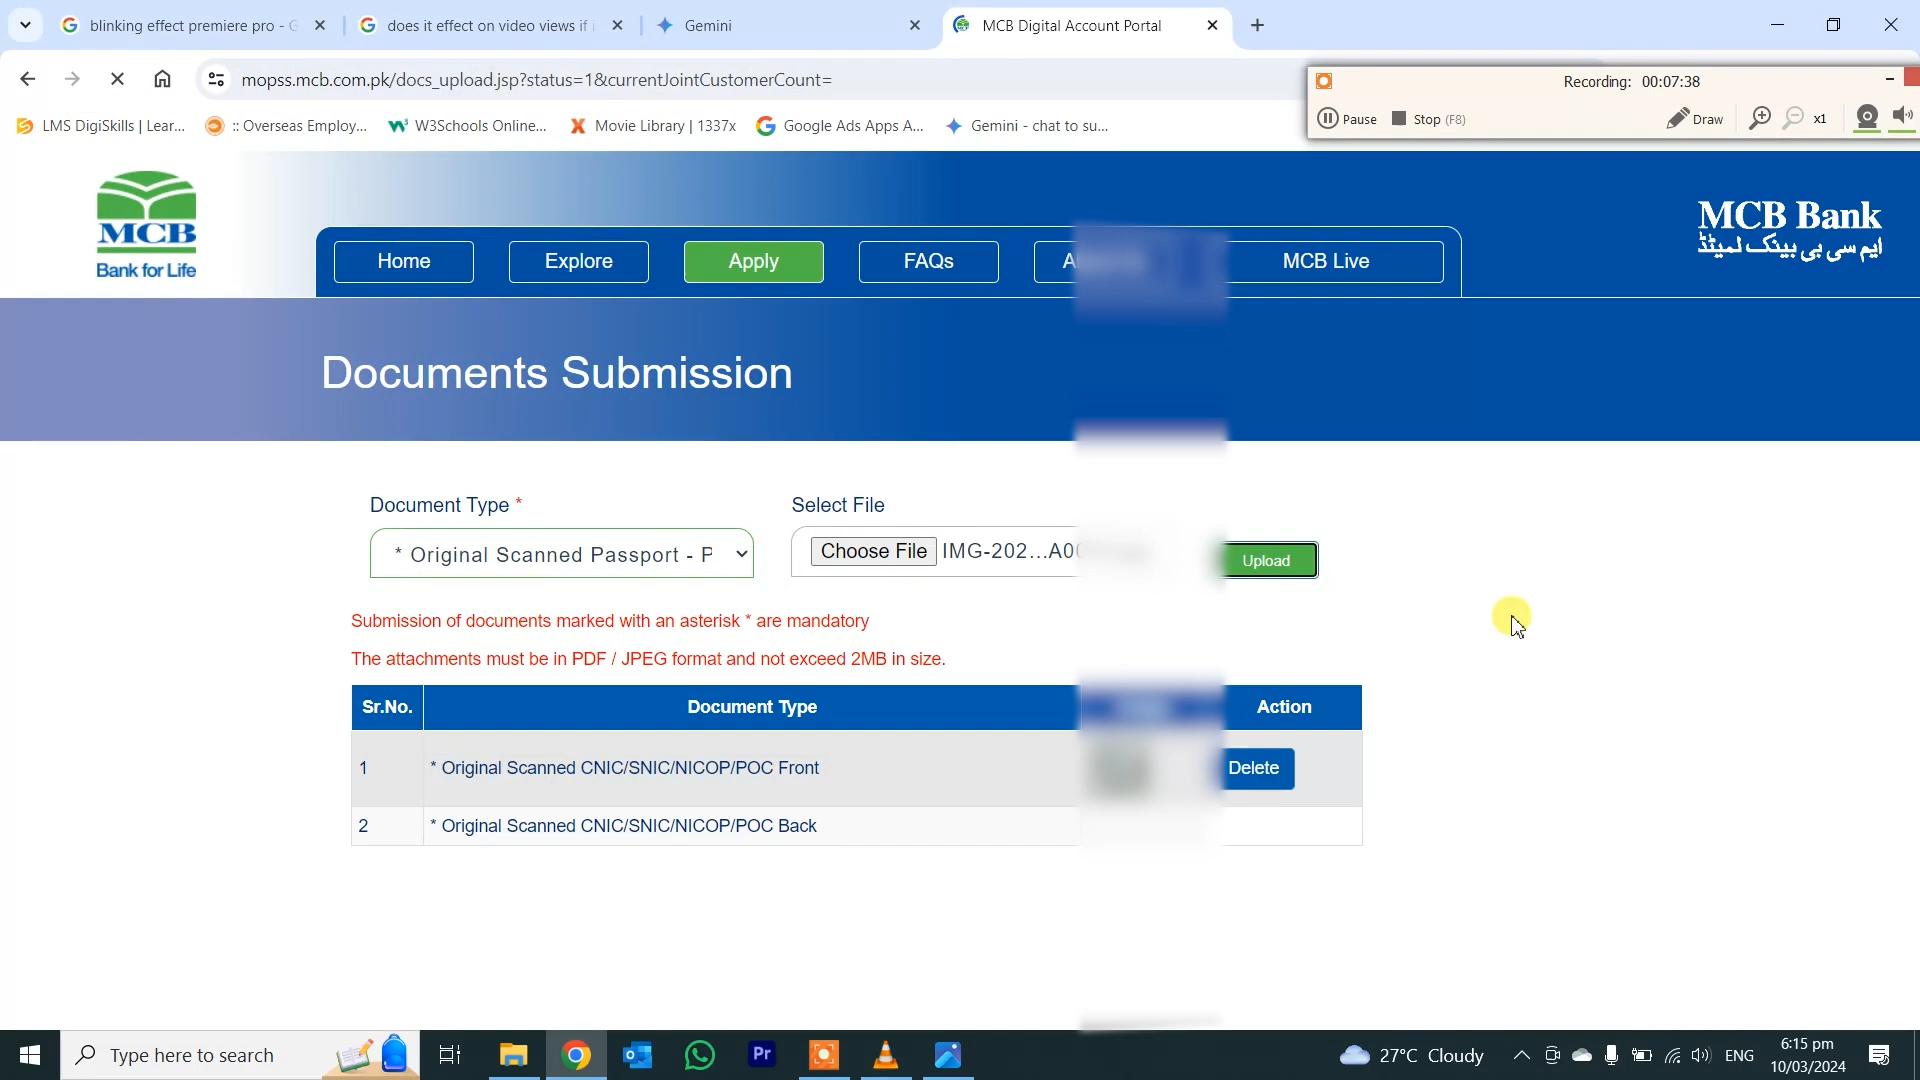 blinking effect premiere pro - G
does it effect on video views if
Gemini
MCB Digital Account Portal
mopss.mcb.com.pk/docs_upload.jsp?status=1&currentJointCustomerCount=
Recording: 00:07:38
Pause
Stop (F8)
Draw
x1
LMS DigiSkills | Lear...
:: Overseas Employ...
W3Schools Online...
Movie Library | 1337x
Google Ads Apps A...
Gemini - chat to su...
MCB
Bank for Life
Home
Explore
Apply
FAQs
MCB Live
MCB Bank
ایم سی بی بینک لمیٹڈ
Documents Submission
Document Type *
Select File
* Original Scanned Passport - P
Choose File
IMG-202...A00
Upload
Submission of documents marked with an asterisk * are mandatory
The attachments must be in PDF / JPEG format and not exceed 2MB in size.
Sr.No.
Document Type
Action
1
* Original Scanned CNIC/SNIC/NICOP/POC Front
Delete
2
* Original Scanned CNIC/SNIC/NICOP/POC Back
Type here to search
Pr
27°C Cloudy
ENG
6:15 pm
10/03/2024